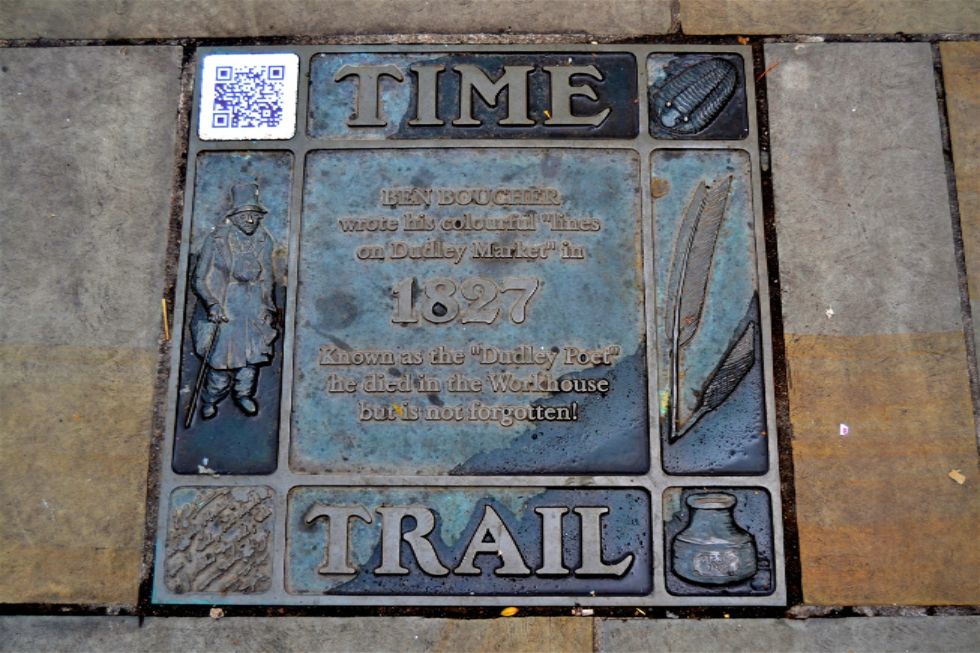 TIME
BEN BOUCHER
wrote his colourful "lines
on Dudley Market" in
1827
Known as the "Dudley Poet"
he died in the Workhouse
but is not forgotten!
TRAIL